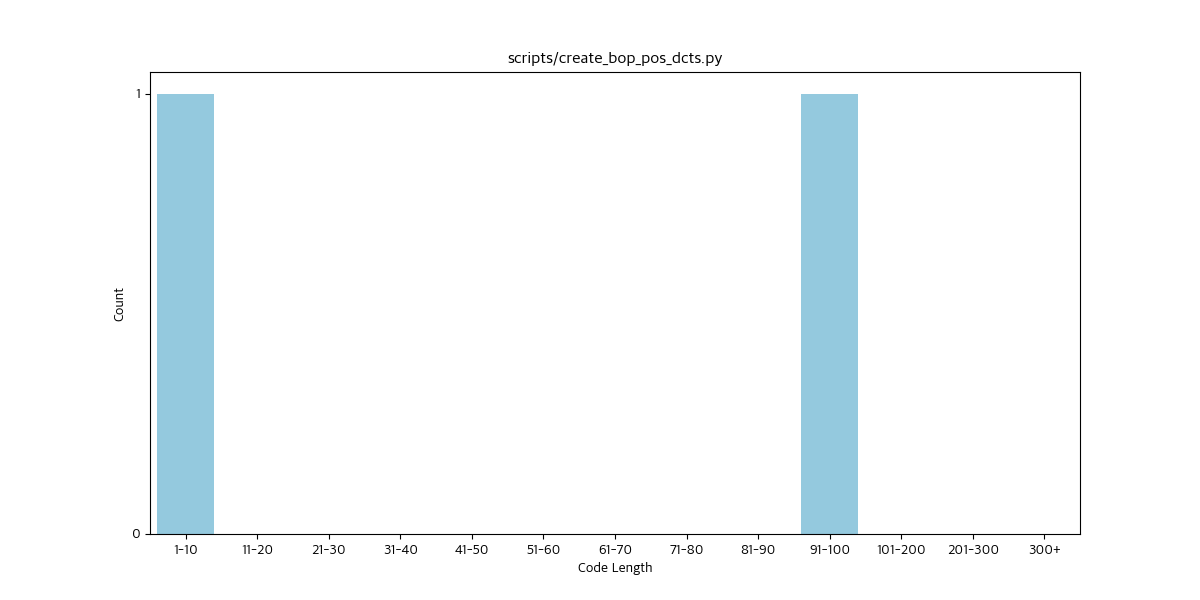 scripts/create_bop_pos_dcts.py
1
0
Count
1-10 11-20 21-30 31-40 41-50 51-60 61-70 71-80 81-90 91-100 101-200 201-300 300+
Code Length